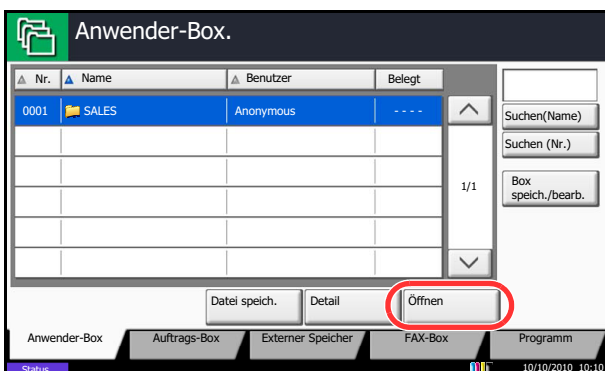 Anwender-Box.
Nr. Name Benutzer Belegt
0001 SALES Anonymous - - - -
Suchen(Name)
Suchen (Nr.)
1/1
Box
speich./bearb.
Datei speich. Detail Öffnen
Anwender-Box Auftrags-Box Externer Speicher FAX-Box Programm
Status 10/10/2010 10:10